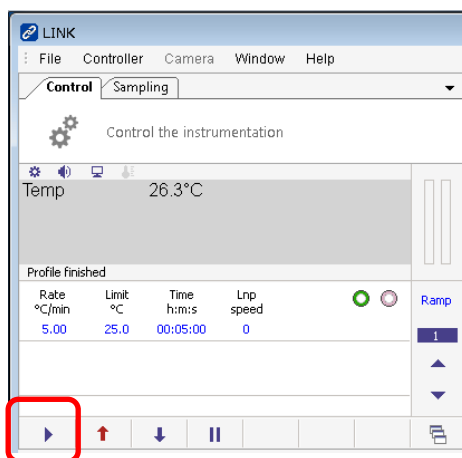 LINK
File Controller Camera Window Help
Control Sampling
Control the instrumentation
Temp 26.3°C
Profile finished
Rate Limit Time Lnp
°C/min °C h:m:s speed
Ramp
5.00 25.0 00:05:00 0
1